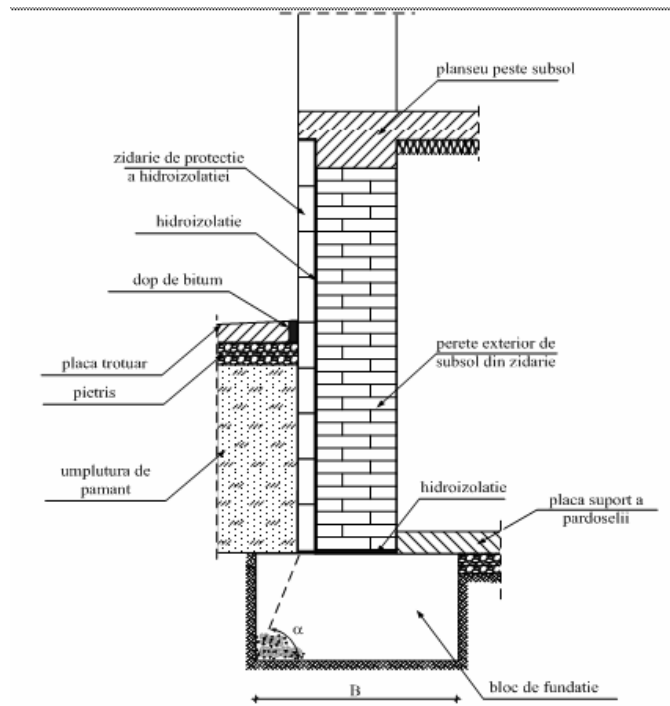 planseu peste subsol
zidarie de protectie
a hidroizolatiei
hidroizolatie
dop de bitum
placa trotuar
pietris
perete exterior de
subsol din zidarie
umplutura de
pamant
hidroizolatie
placa suport a
pardoselii
α
B
bloc de fundatie